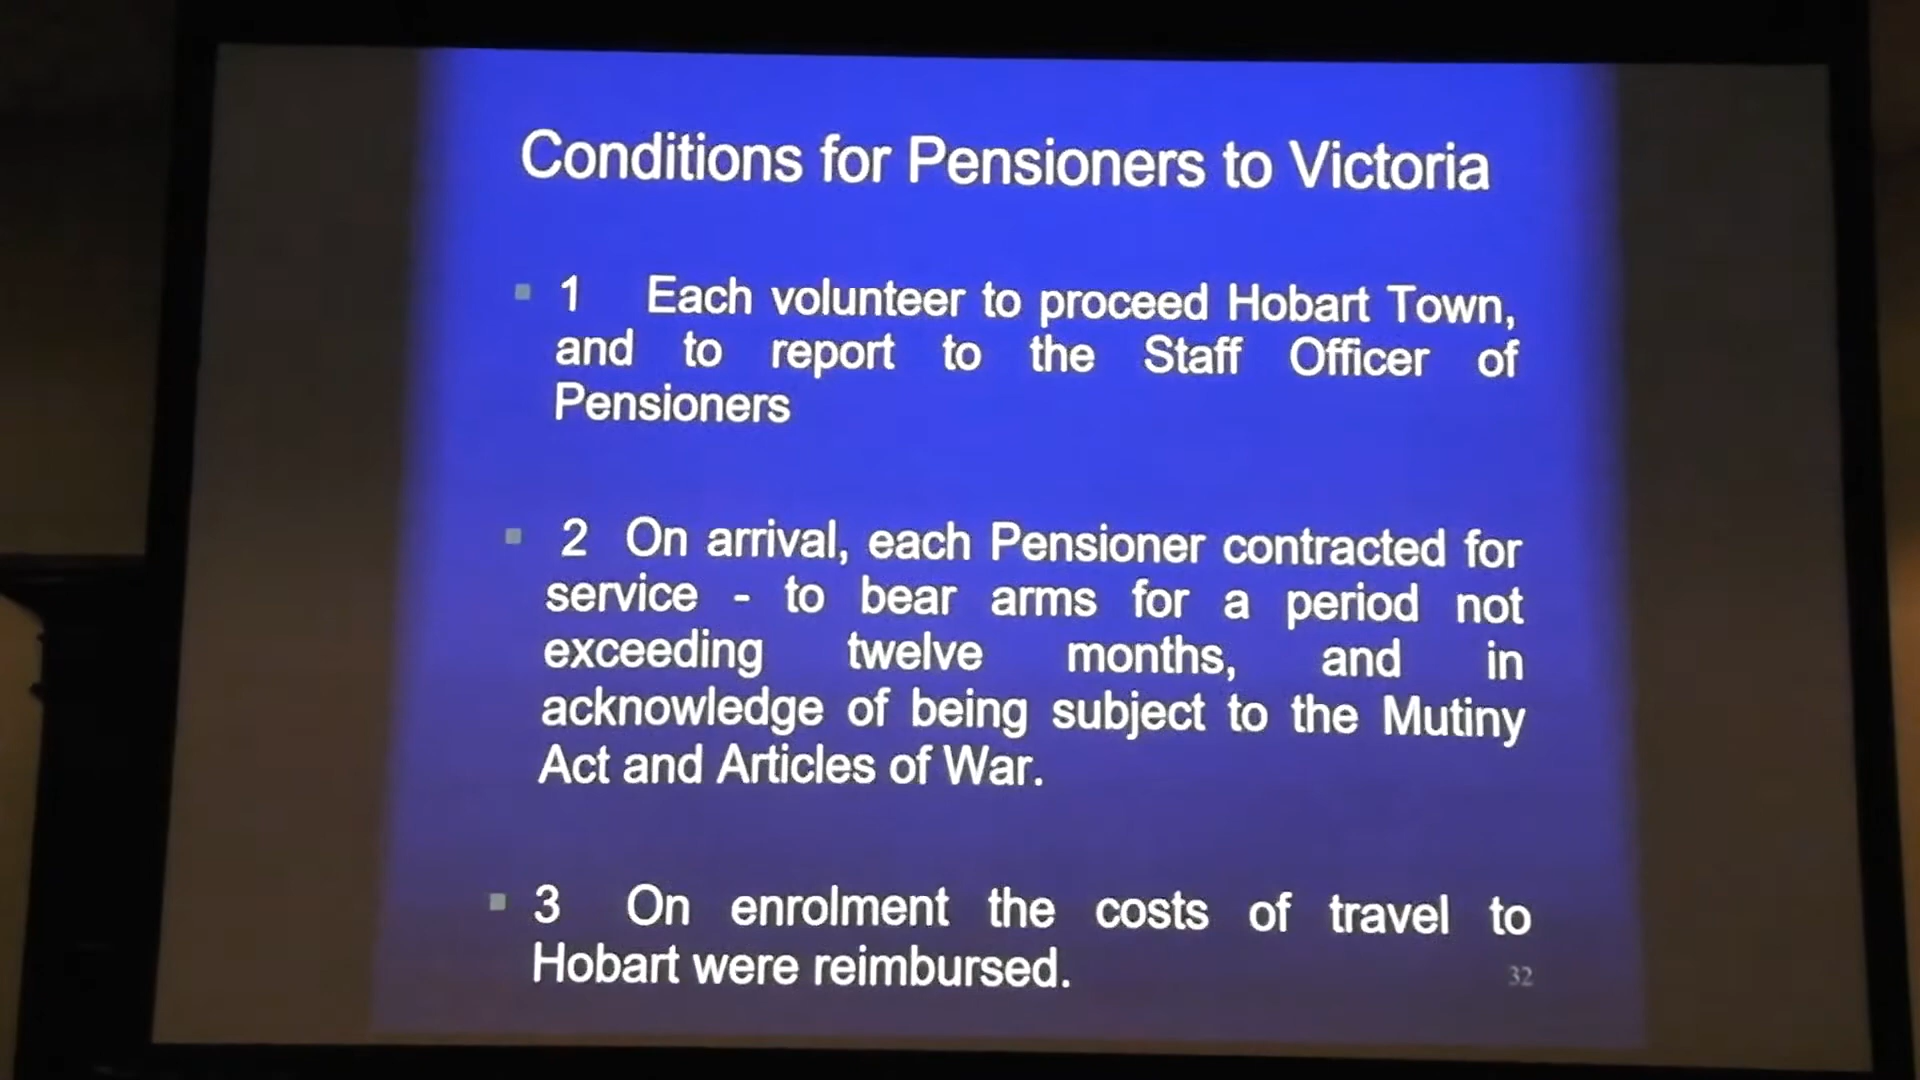 Conditions for Pensioners to Victoria
1 Each volunteer to proceed Hobart Town,
and to report to the Staff Officer of
Pensioners
2 On arrival, each Pensioner contracted for
service - to bear arms for a period not
exceeding twelve months, and in
acknowledge of being subject to the Mutiny
Act and Articles of War.
3 On enrolment the costs of travel to
Hobart were reimbursed.
32